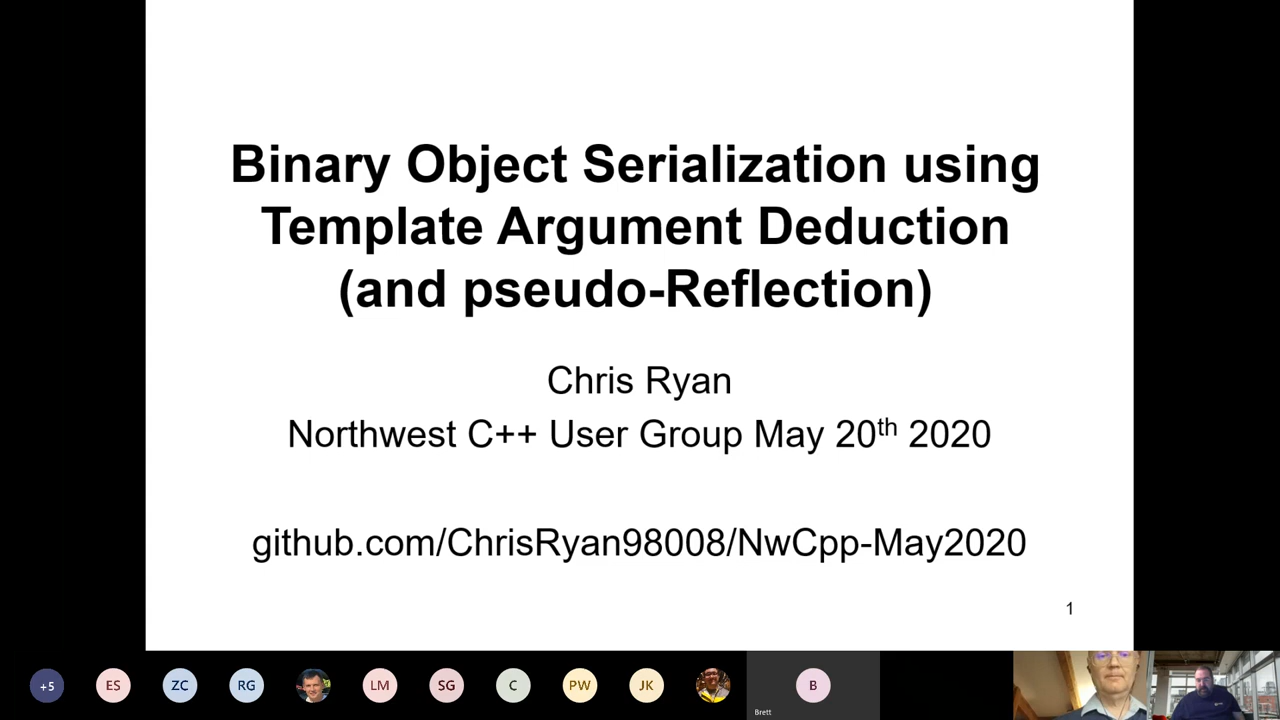 Binary Object Serialization using
Template Argument Deduction
(and pseudo-Reflection)
Chris Ryan
Northwest C++ User Group May 20th 2020
github.com/ChrisRyan98008/NwCpp-May2020
1
+5
ES
ZC
RG
LM
SG
C
PW
JK
B
Brett